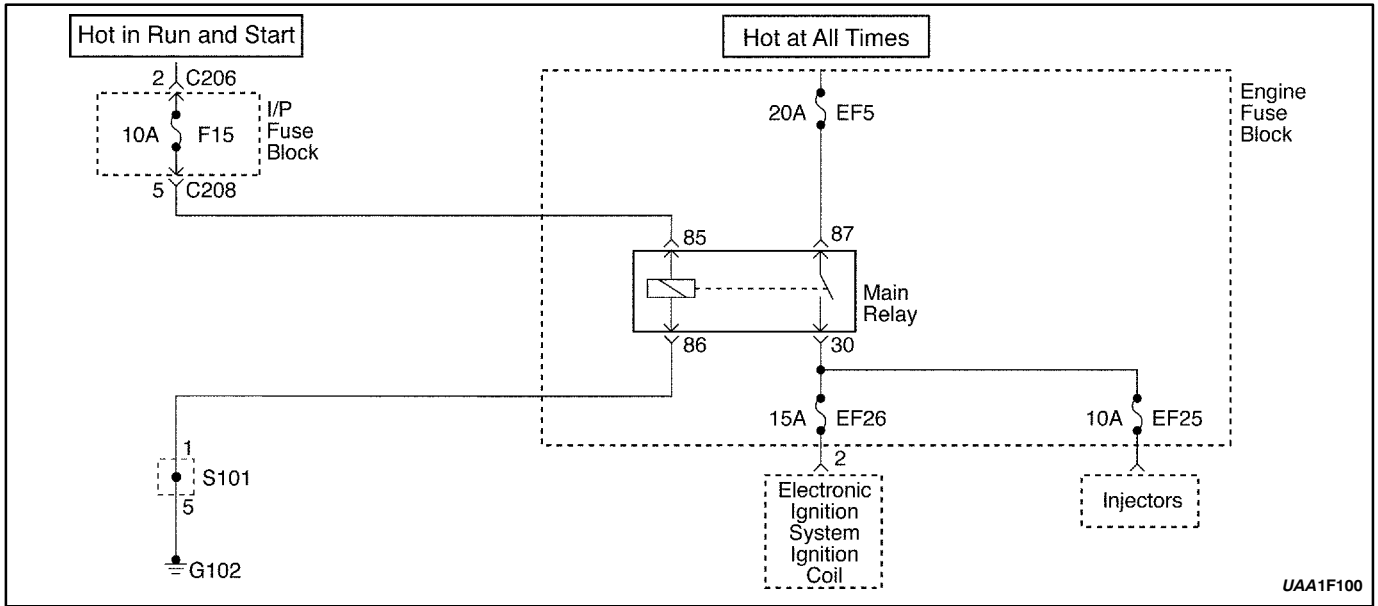 Hot in Run and Start
Hot at All Times
2 C206
10A F15
I/P
Fuse
Block
5 C208
20A EF5
Engine
Fuse
Block
85
87
Main
Relay
86
30
15A EF26
10A EF25
1
S101
5
G102
2
Electronic
Ignition
System
Ignition
Coil
Injectors
UAA1F100